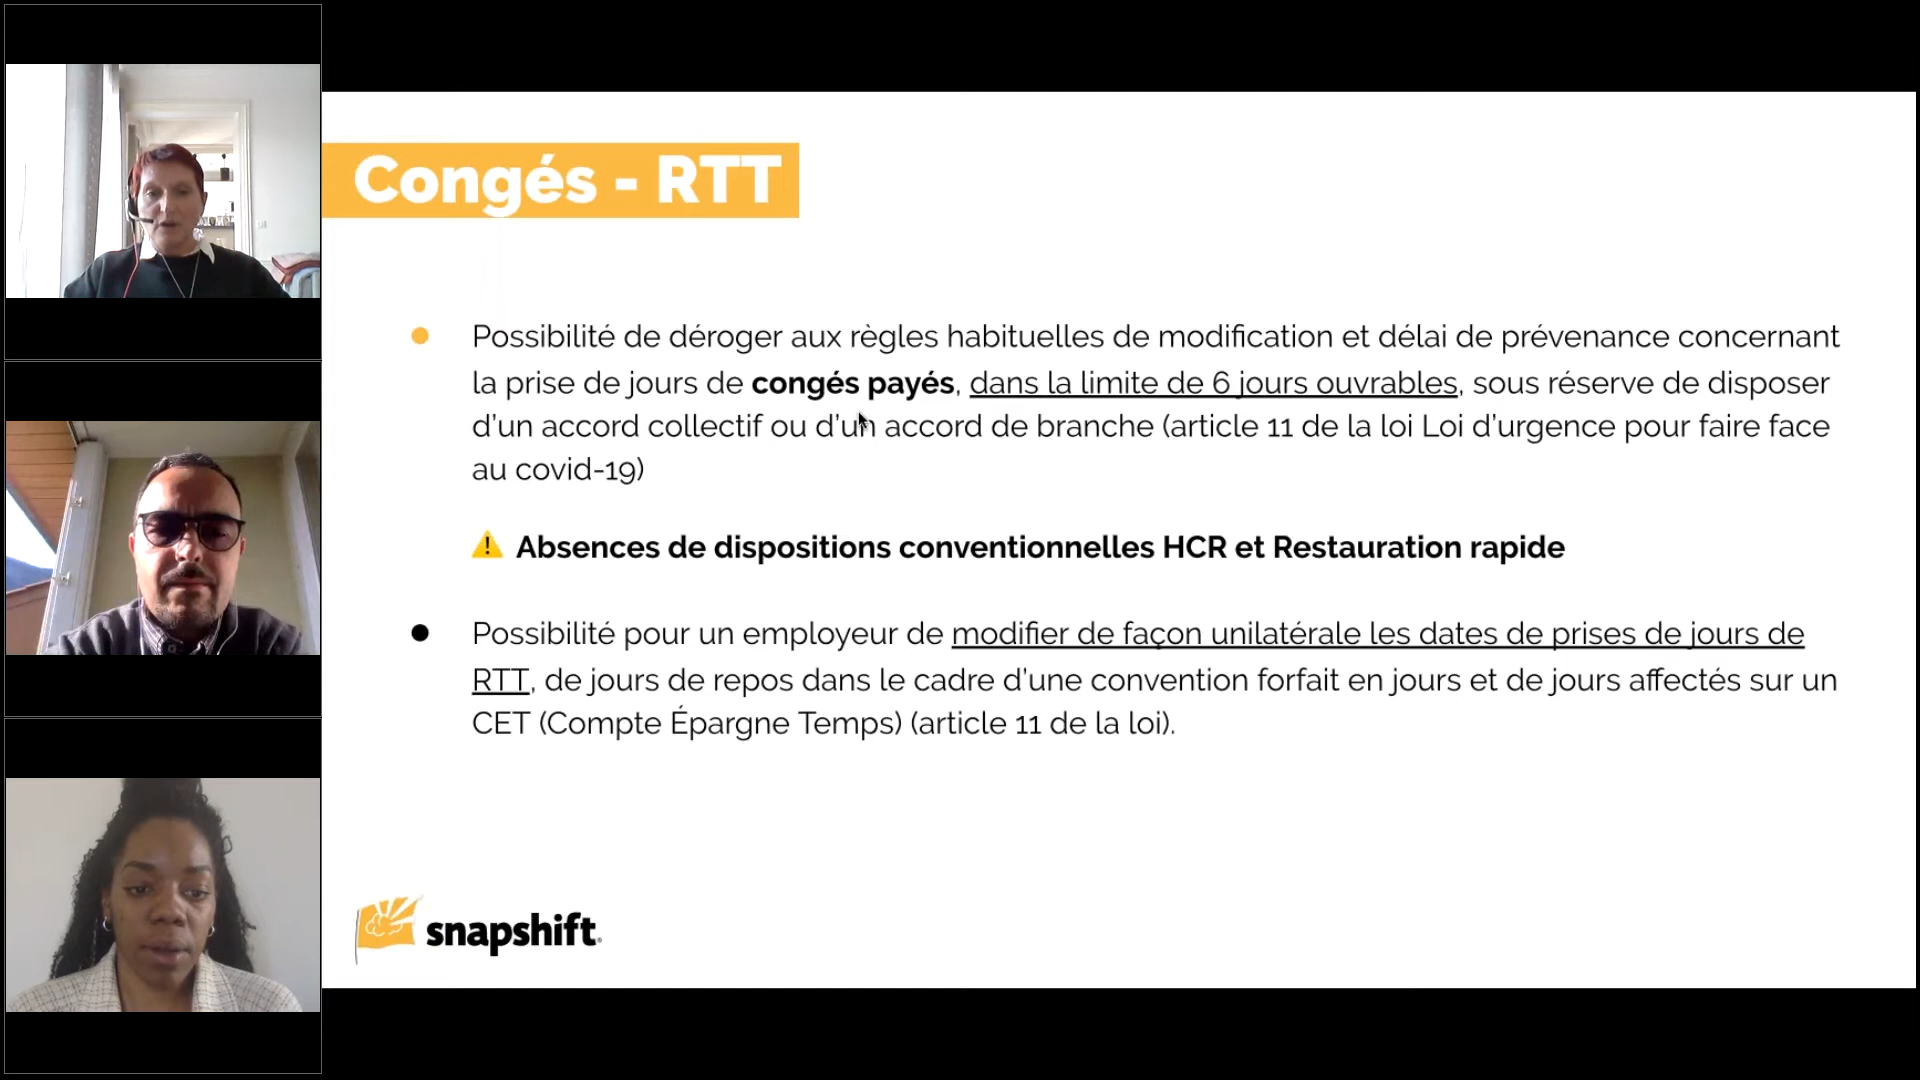 Congés - RTT
Possibilité de déroger aux règles habituelles de modification et délai de prévenance concernant
la prise de jours de congés payés, dans la limite de 6 jours ouvrables, sous réserve de disposer
d'un accord collectif ou d'un accord de branche (article 11 de la loi Loi d'urgence pour faire face
au covid-19)
Absences de dispositions conventionnelles HCR et Restauration rapide
Possibilité pour un employeur de modifier de façon unilatérale les dates de prises de jours de
RTT, de jours de repos dans le cadre d'une convention forfait en jours et de jours affectés sur un
CET (Compte Épargne Temps) (article 11 de la loi).
snapshift